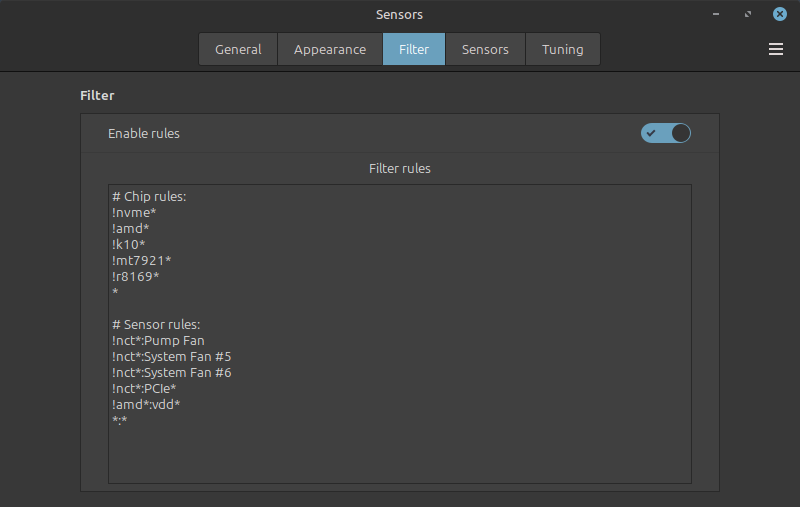 Sensors
General
Appearance
Filter
Sensors
Tuning
Filter
Enable rules
Filter rules
# Chip rules:
!nvme*
!amd*
!k10*
!mt7921*
!r8169*
*
# Sensor rules:
!nct*:Pump Fan
!nct*:System Fan #5
!nct*:System Fan #6
!nct*:PCIe*
!amd*:vdd*
*:*